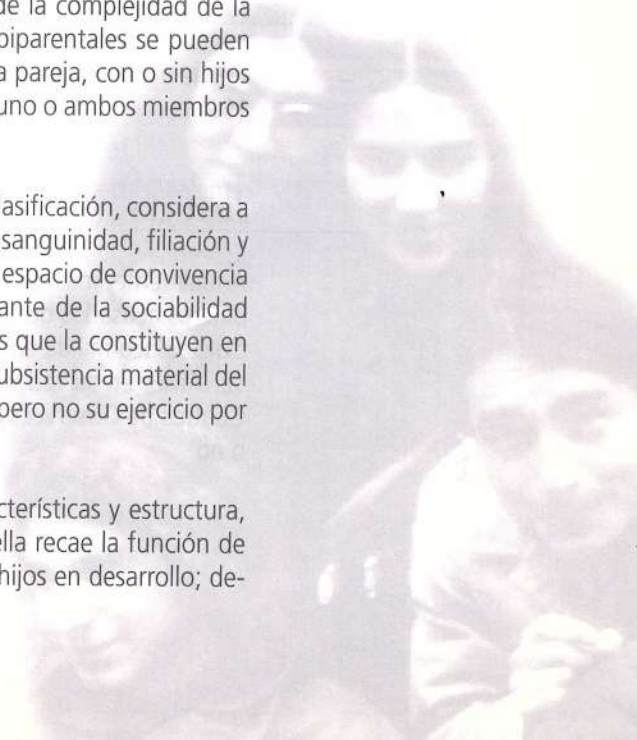 de la complejidad de la
biparentales se pueden
a pareja, con o sin hijos
uno o ambos miembros
lasificación, considera a
sanguinidad, filiación y
espacio de convivencia
ante de la sociabilidad
s que la constituyen en
ubsistencia material del
pero no su ejercicio por
cterísticas y estructura,
ella recae la función de
hijos en desarrollo; de-